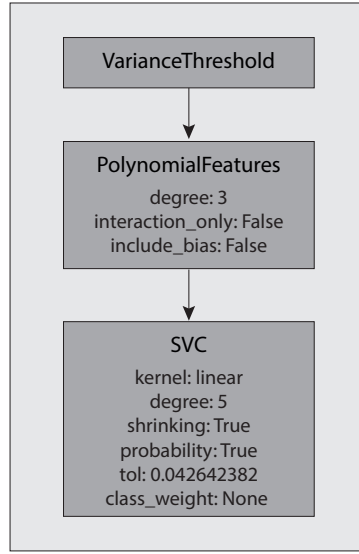 VarianceThreshold
PolynomialFeatures
degree: 3
interaction_only: False
include_bias: False
SVC
kernel: linear
degree: 5
shrinking: True
probability: True
tol: 0.042642382
class_weight: None